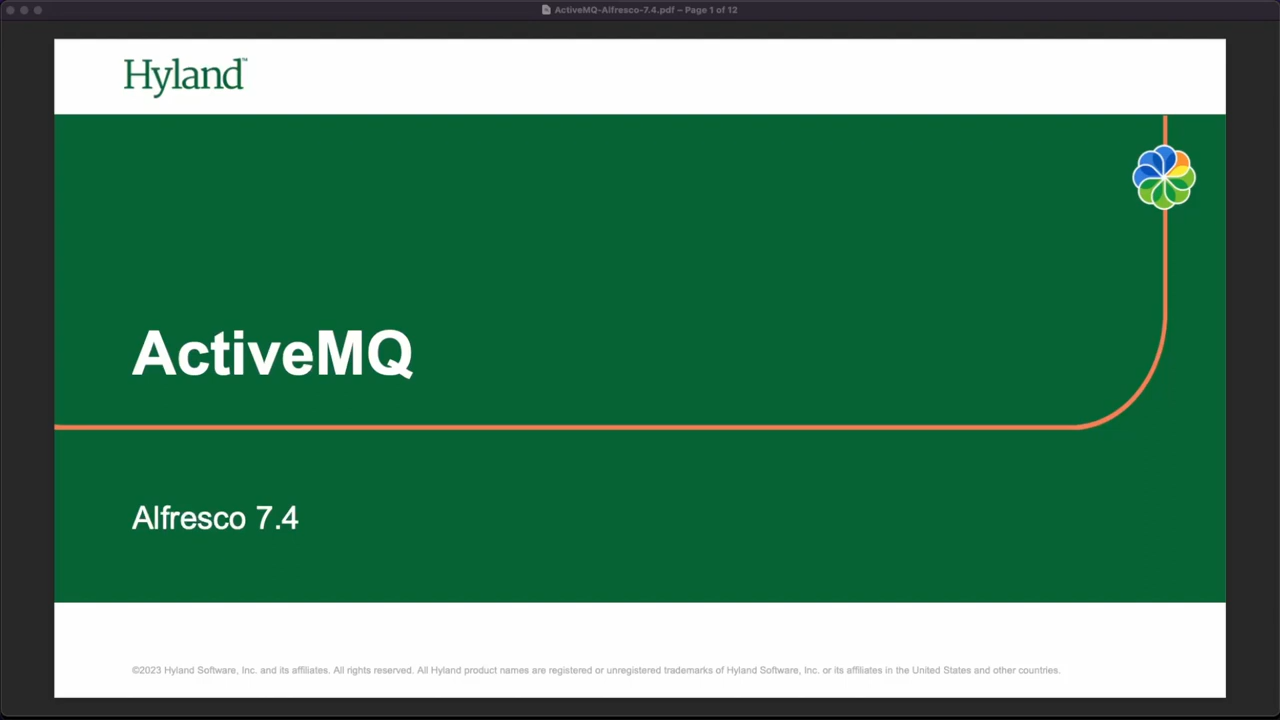 ActiveMQ-Alfresco-7.4.pdf – Page 1 of 12
Hyland™
ActiveMQ
Alfresco 7.4
©2023 Hyland Software, Inc. and its affiliates. All rights reserved. All Hyland product names are registered or unregistered trademarks of Hyland Software, Inc. or its affiliates in the United States and other countries.